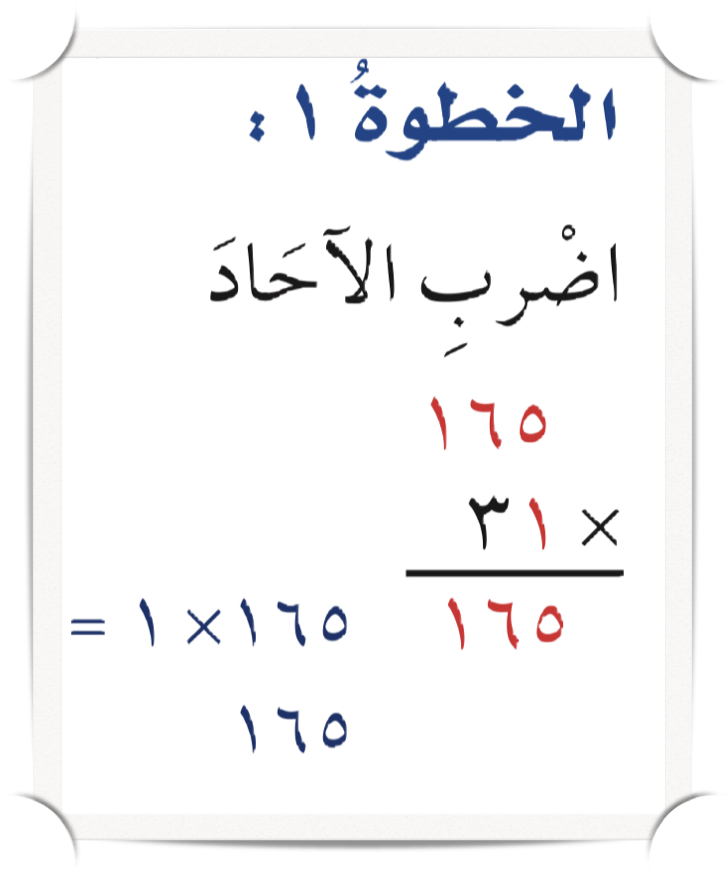 الخطوةُ ١ :
اضْربِ الآحَادَ
١٦٥
× ٣١
١٦٥
١٦٥ × ١ =
١٦٥